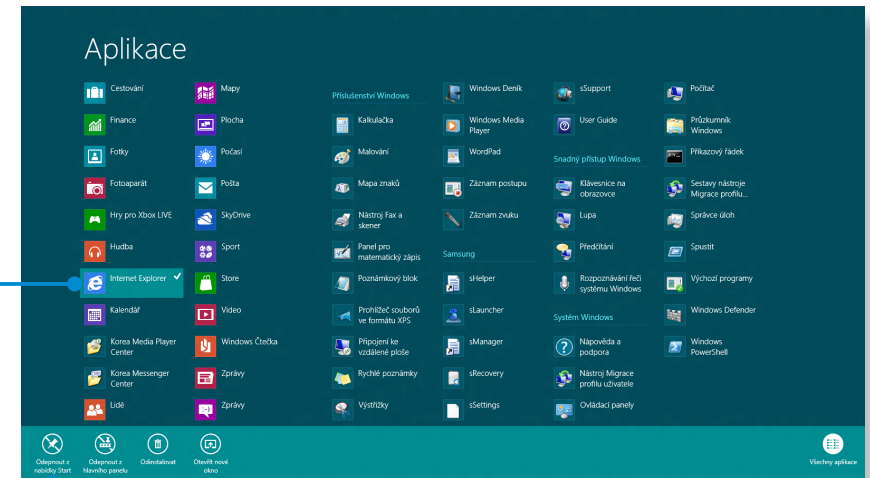 Aplikace
Cestování
Finance
Fotky
Fotoaparát
Hry pro Xbox LIVE
Hudba
Internet Explorer
Kalendář
Korea Media Player
Center
Korea Messenger
Center
Lidé
Mapy
Plocha
Počasí
Pošta
SkyDrive
Sport
Store
Video
Windows Čtečka
Zprávy
Zprávy
Příslušenství Windows
Kalkulačka
Malování
Mapa znaků
Nástroj Fax a
skener
Panel pro
matematický zápis
Poznámkový blok
Prohlížeč souborů
ve formátu XPS
Připojení ke
vzdálené ploše
Rychlé poznámky
Výstřižky
Windows Deník
Windows Media
Player
WordPad
Záznam postupu
Záznam zvuku
Samsung
sHelper
sLauncher
sManager
sRecovery
sSettings
sSupport
User Guide
Snadný přístup Windows
Klávesnice na
obrazovce
Lupa
Předčítání
Rozpoznávání řeči
systému Windows
Systém Windows
Nápověda a
podpora
Nástroj Migrace
profilu uživatele
Ovládací panely
Počítač
Průzkumník
Windows
Příkazový řádek
Sestavy nástroje
Migrace profilu...
Správce úloh
Spustit
Výchozí programy
Windows Defender
Windows
PowerShell
Odepnout z
nabídky Start
Odepnout z
hlavního panelu
Odinstalovat
Otevřít nové
okno
Všechny aplikace